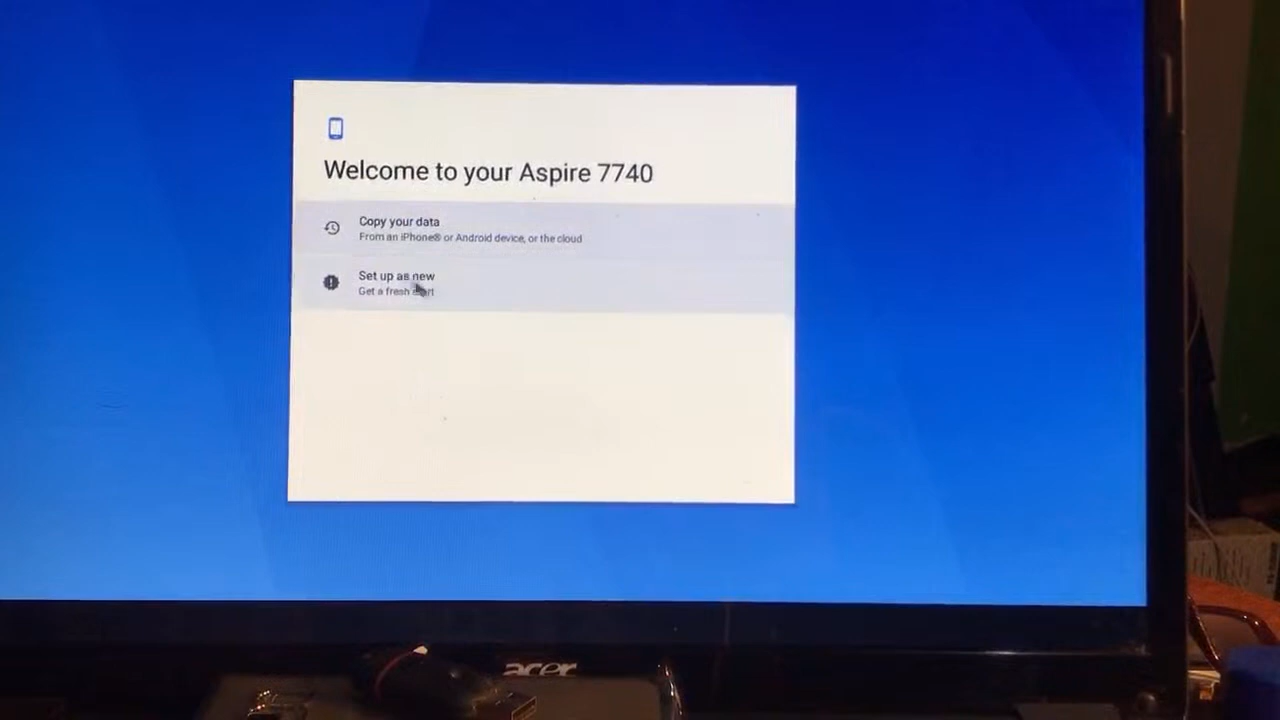 Welcome to your Aspire 7740
Copy your data
From an iPhone® or Android device, or the cloud
Set up as new
Get a fresh start
acer